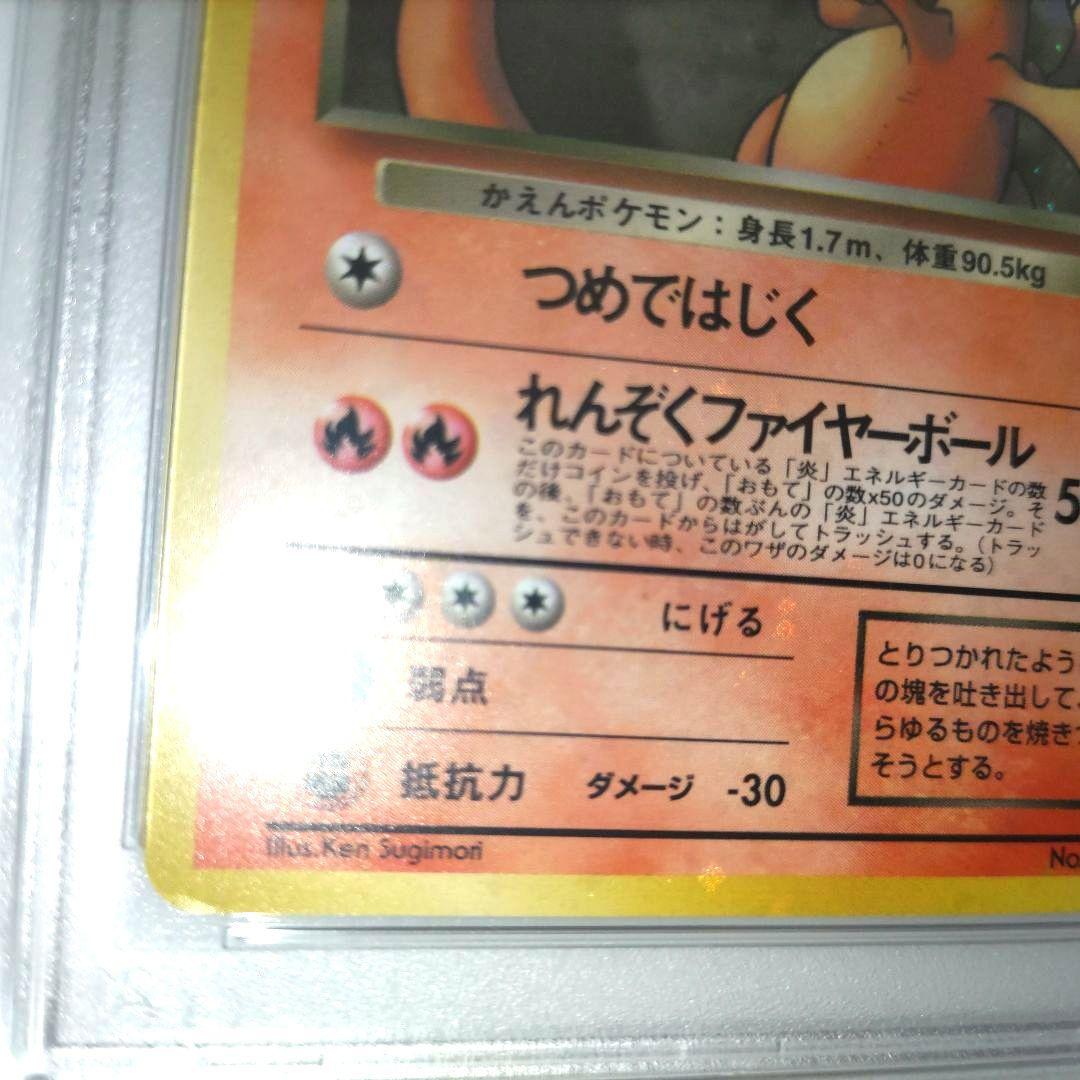 かえんポケモン：身長1.7m、体重90.5kg
つめではじく
れんぞくファイヤーボール
このカードについている「炎」エネルギーカードの数
だけコインを投げ、「おもて」の数x50のダメージ。そ
の後、「おもて」の数ぶんの「炎」エネルギーカード
を、このカードからはがしてトラッシュする。（トラッ
シュできない時、このワザのダメージは0になる）
5
にげる
弱点
抵抗力 ダメージ -30
とりつかれたよう
の塊を吐き出して、
らゆるものを焼き
そうとする。
Illus. Ken Sugimori
No